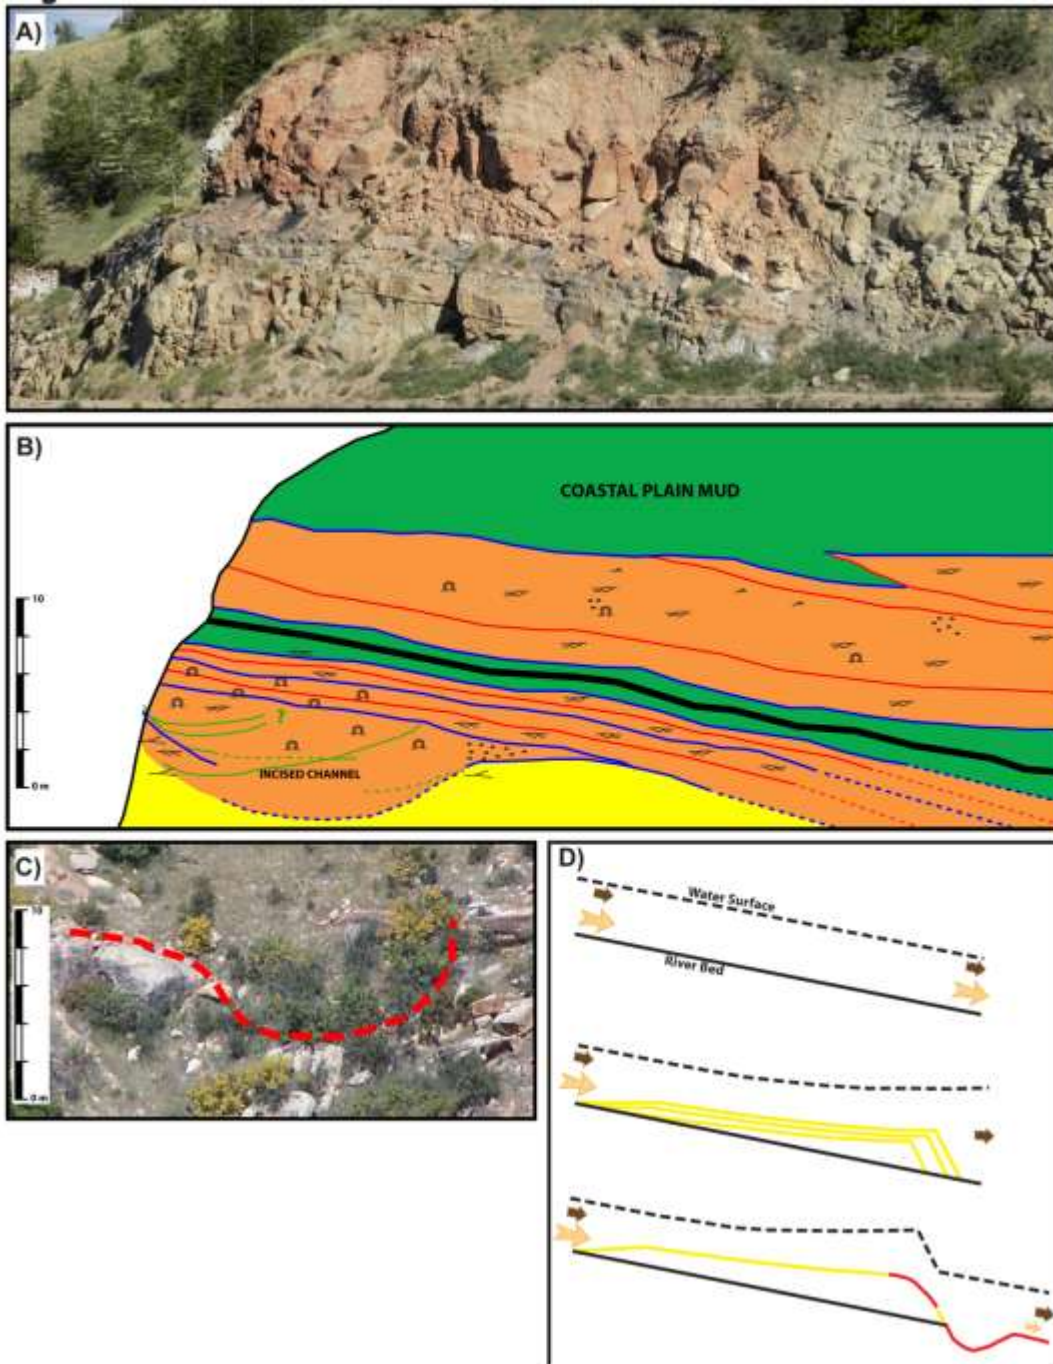 A)
B)
COASTAL PLAIN MUD
10
?
INCISED CHANNEL
0 m
C)
10
0 m
D)
Water Surface
River Bed